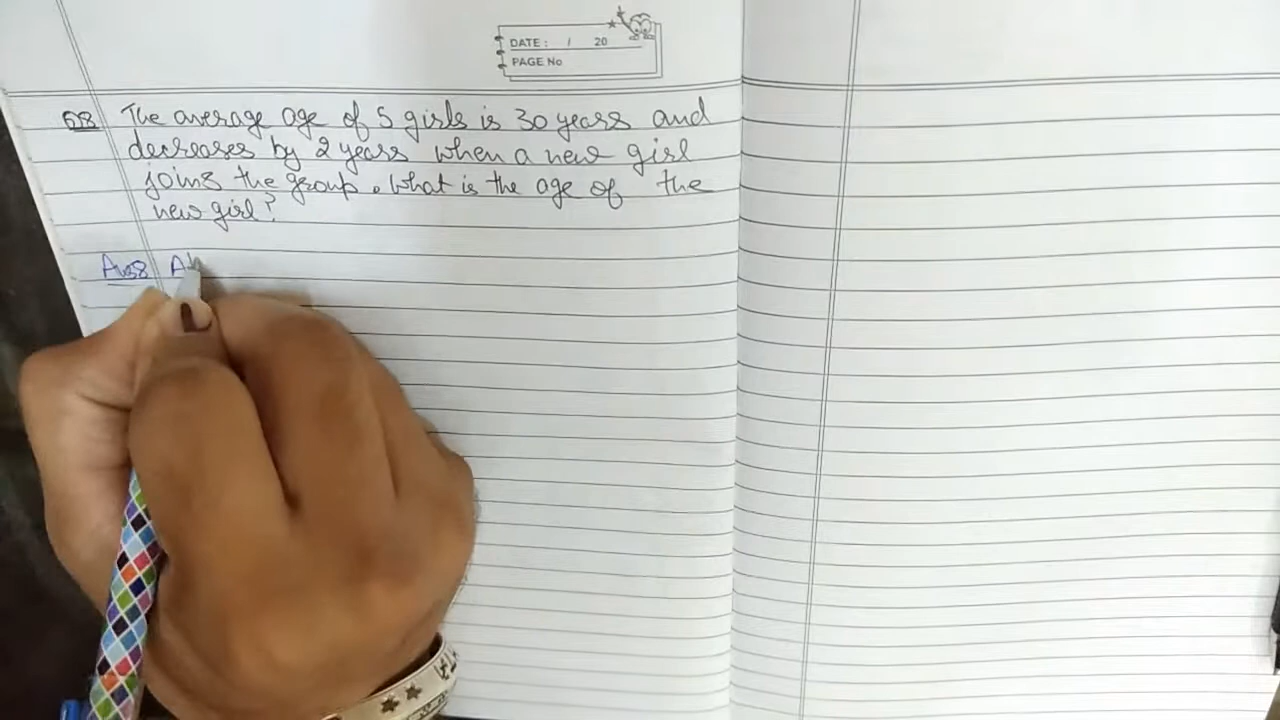 DATE: / 20
PAGE No
Q8 The average age of 5 girls is 30 years and
decreases by 2 years when a new girl
joins the group. What is the age of the
new girl?
Ans